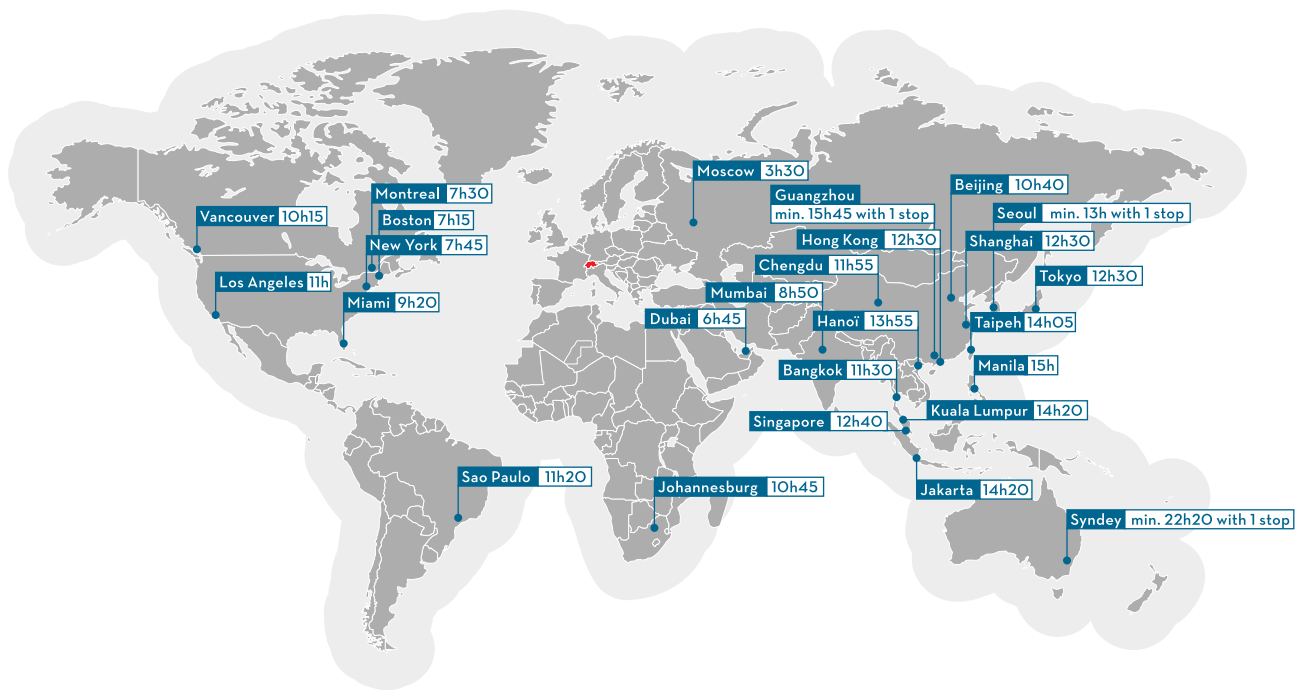 Moscow 3h30
Guangzhou
min. 15h45 with 1 stop
Beijing 10h40
Montreal 7h30
Vancouver 10h15
Boston 7h15
Seoul min. 13h with 1 stop
New York 7h45
Hong Kong 12h30
Shanghai 12h30
Chengdu 11h55
Tokyo 12h30
Los Angeles 11h
Mumbai 8h50
Miami 9h20
Dubai 6h45
Hanoï 13h55
Taipeh 14h05
Bangkok 11h30
Manila 15h
Kuala Lumpur 14h20
Singapore 12h40
Sao Paulo 11h20
Johannesburg 10h45
Jakarta 14h20
Syndey min. 22h20 with 1 stop